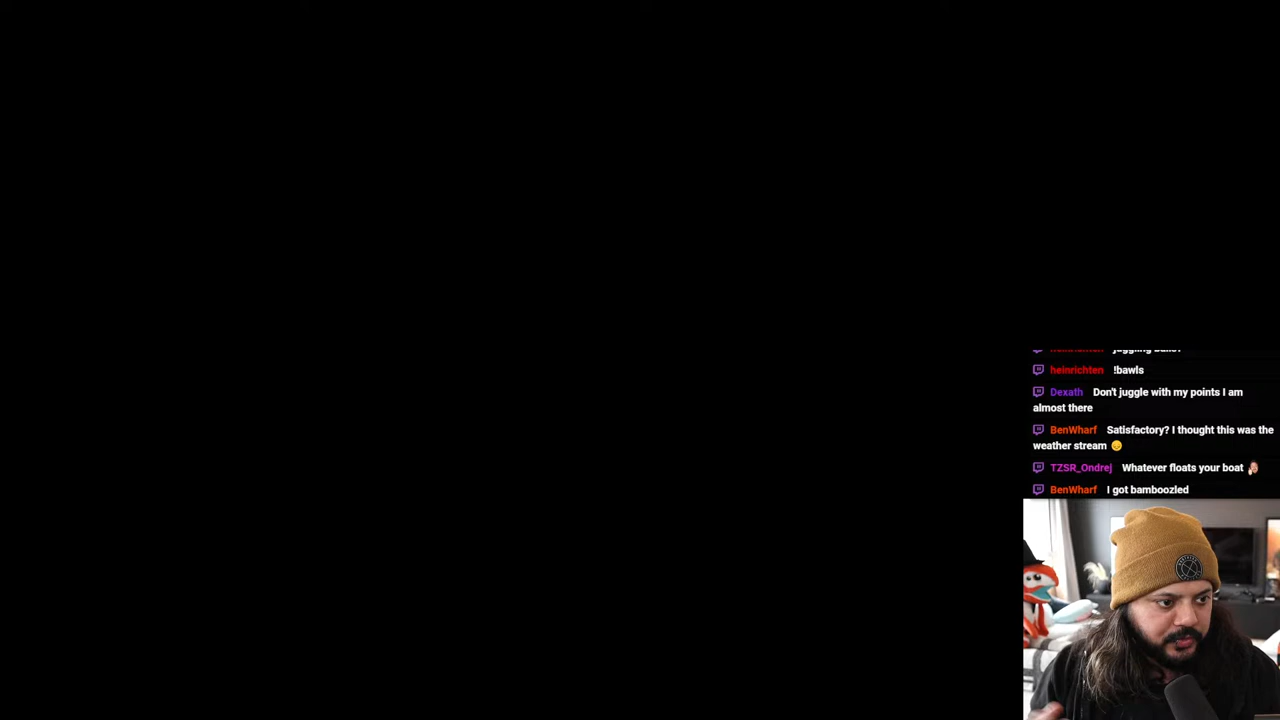 heinrichten !bawls
Dexath Don't juggle with my points I am
almost there
BenWharf Satisfactory? I thought this was the
weather stream 😞
TZSR_Ondrej Whatever floats your boat
BenWharf I got bamboozled